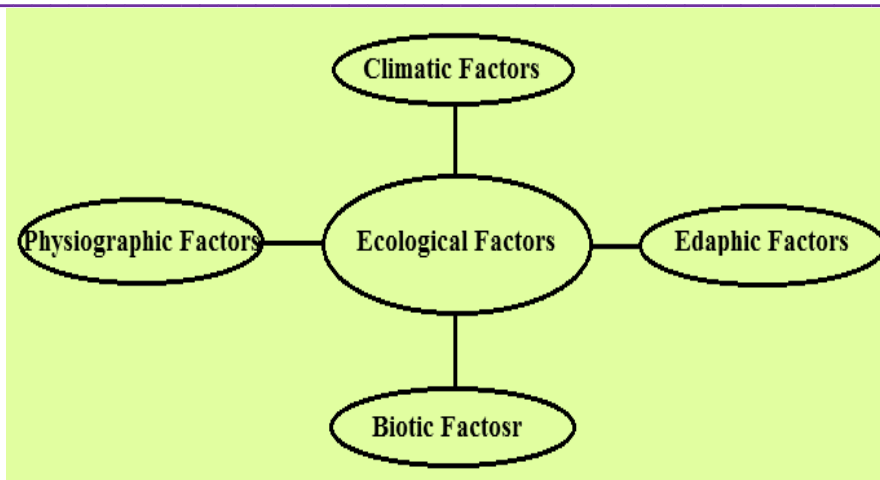 Climatic Factors
Physiographic Factors
Ecological Factors
Edaphic Factors
Biotic Factosr